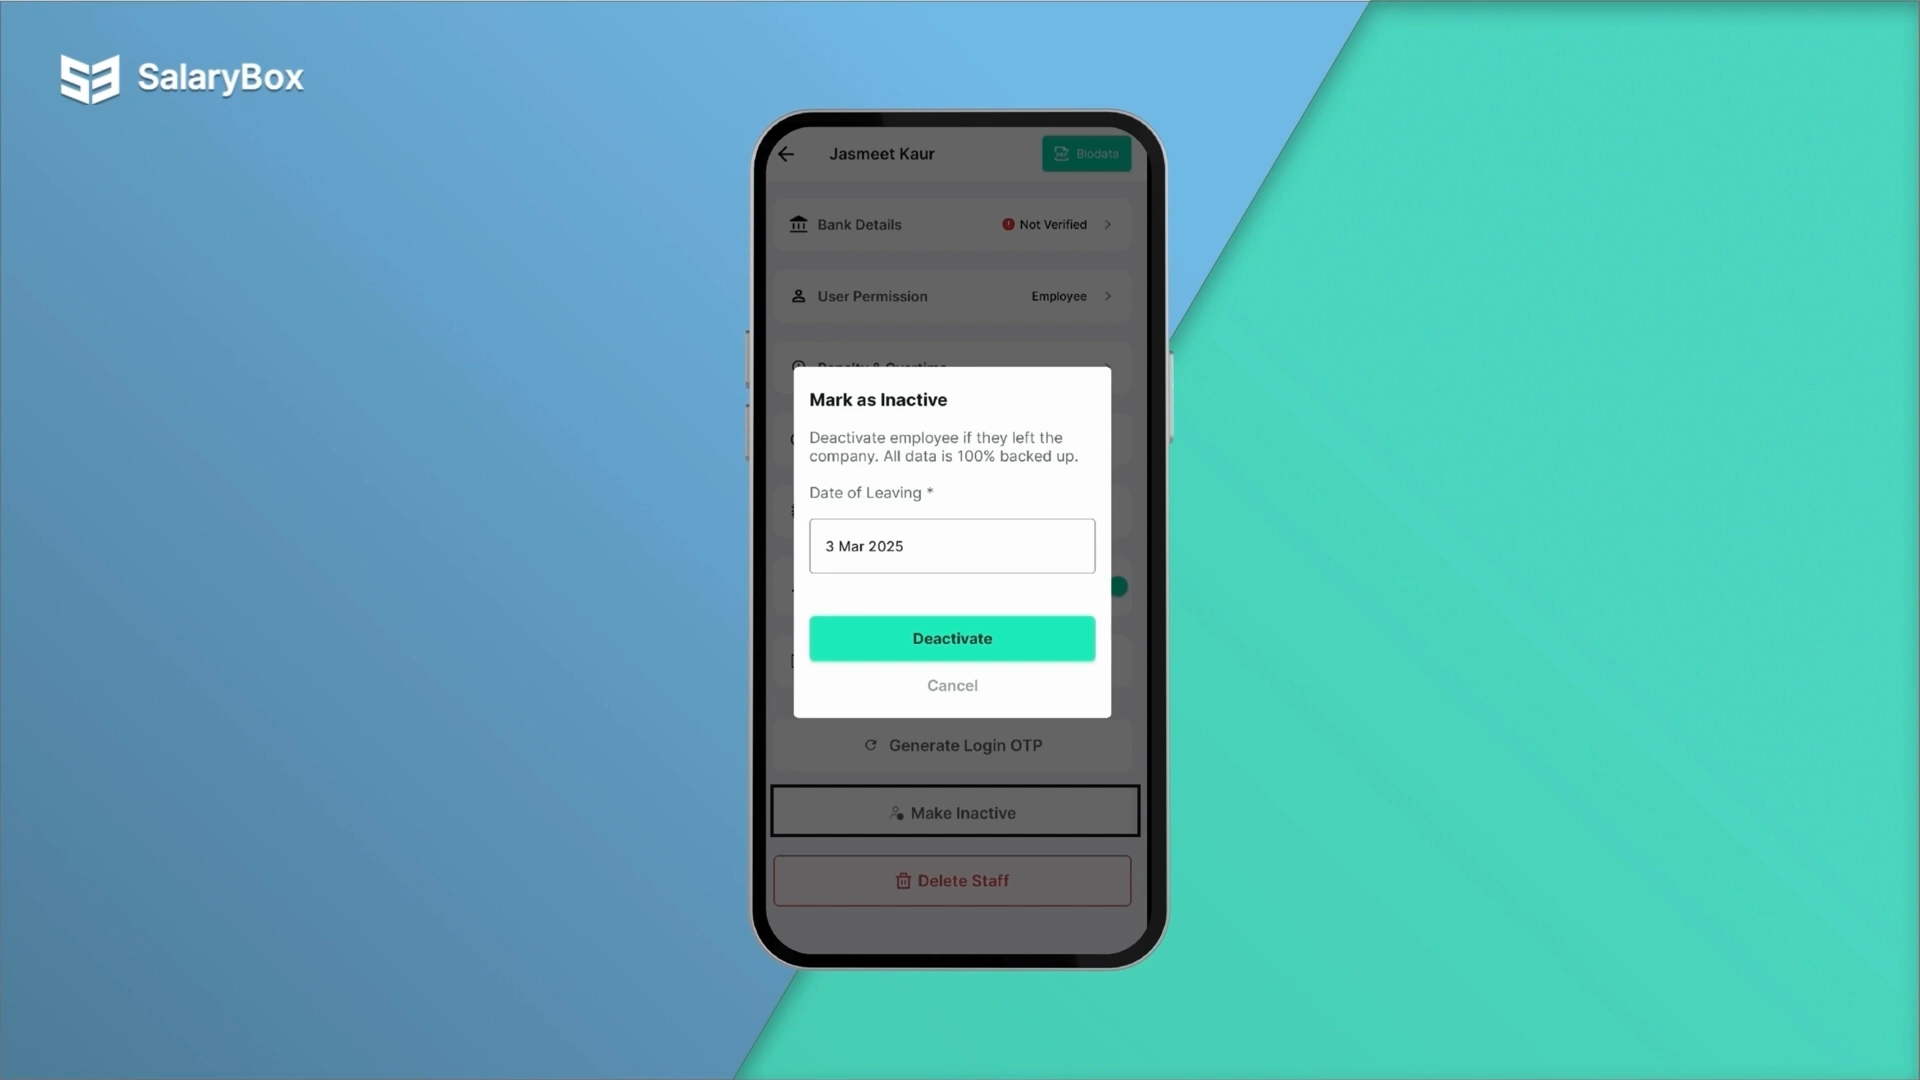 SalaryBox
Jasmeet Kaur
Biodata
Bank Details
Not Verified
User Permission
Employee
Penalty & Overtime
Mark as Inactive
Deactivate employee if they left the
company. All data is 100% backed up.
Date of Leaving *
3 Mar 2025
Deactivate
Cancel
Generate Login OTP
Make Inactive
Delete Staff